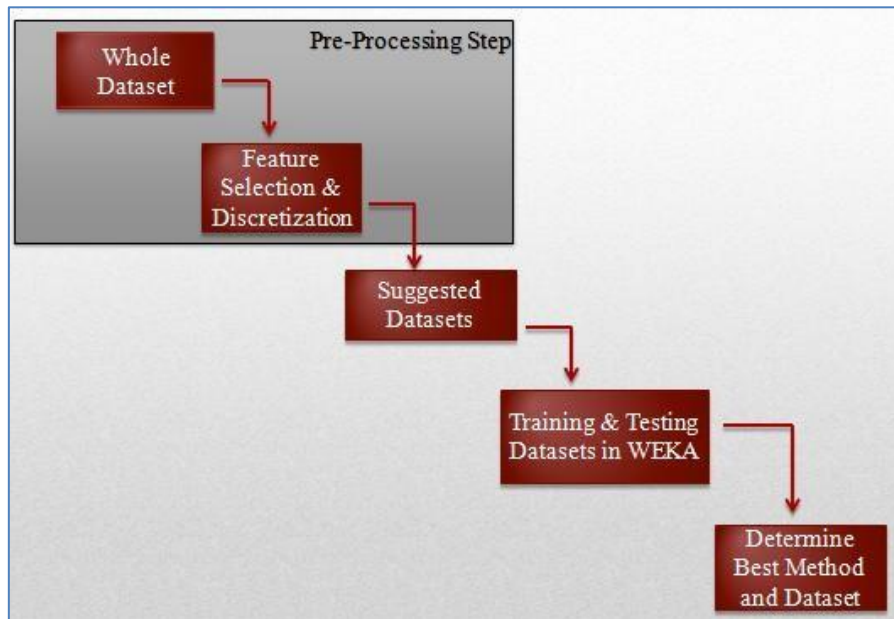 Pre-Processing Step
Whole
Dataset
Feature
Selection &
Discretization
Suggested
Datasets
Training & Testing
Datasets in WEKA
Determine
Best Method
and Dataset